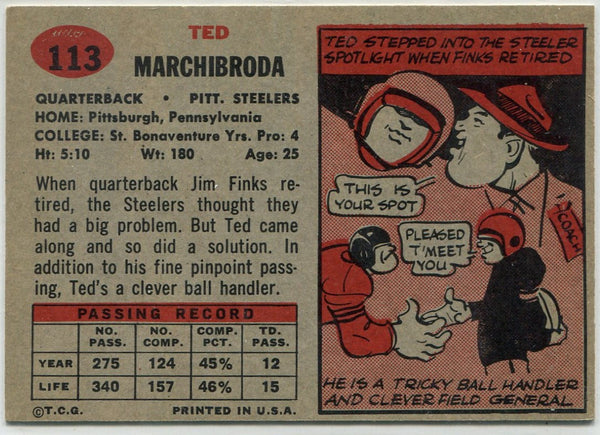 113
TED
MARCHIBRODA
QUARTERBACK • PITT. STEELERS
HOME: Pittsburgh, Pennsylvania
COLLEGE: St. Bonaventure Yrs. Pro: 4
Ht: 5:10 Wt: 180 Age: 25
When quarterback Jim Finks re-
tired, the Steelers thought they
had a big problem. But Ted came
along and so did a solution. In
addition to his fine pinpoint pass-
ing, Ted's a clever ball handler.
PASSING RECORD
NO. NO. COMP. TD.
PASS. COMP. PCT. PASS.
YEAR 275 124 45% 12
LIFE 340 157 46% 15
©T.C.G. PRINTED IN U.S.A.
TED STEPPED INTO THE STEELER
SPOTLIGHT WHEN FINKS RETIRED
THIS IS
YOUR SPOT
COACH
PLEASED
T'MEET
YOU
HE IS A TRICKY BALL HANDLER
AND CLEVER FIELD GENERAL